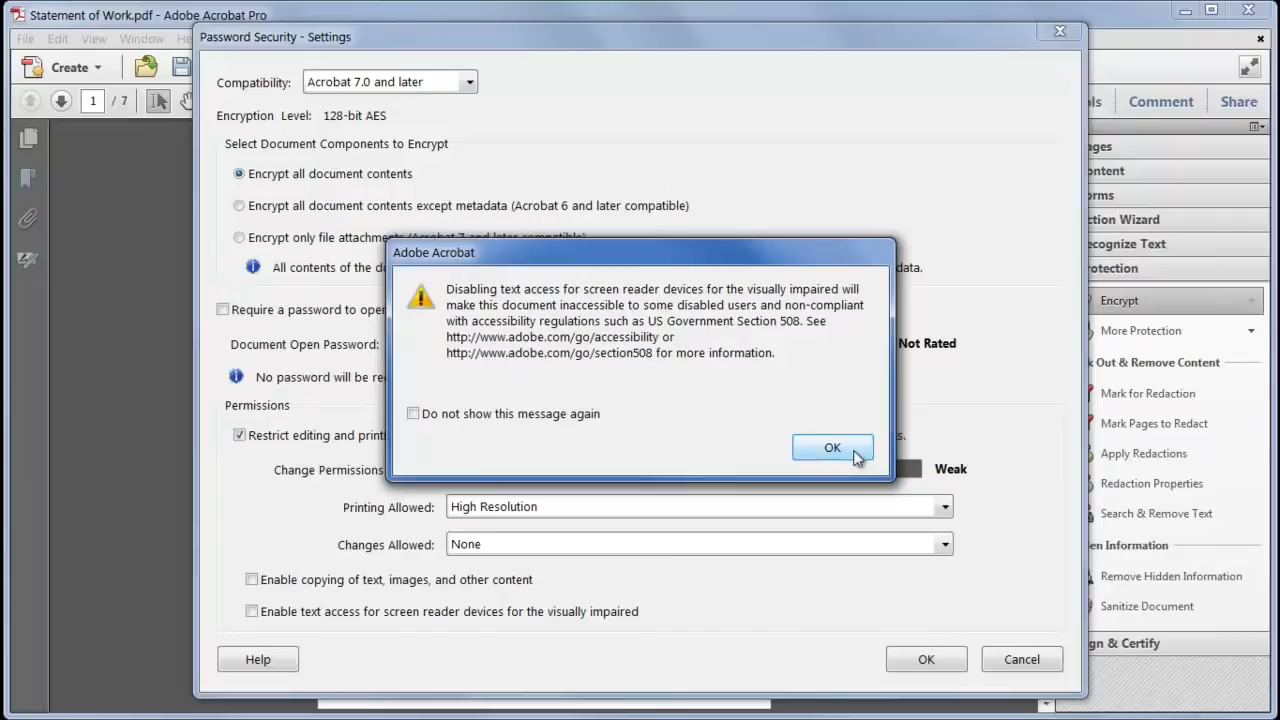 Statement of Work.pdf - Adobe Acrobat Pro
File Edit View Window He
Password Security - Settings
Create
1 / 7
Comment
Share
Compatibility: Acrobat 7.0 and later
Encryption Level: 128-bit AES
Select Document Components to Encrypt
Encrypt all document contents
Encrypt all document contents except metadata (Acrobat 6 and later compatible)
Encrypt only file attachments (Acrobat 7 and later compatible)
All contents of the do
data.
Adobe Acrobat
Disabling text access for screen reader devices for the visually impaired will
make this document inaccessible to some disabled users and non-compliant
with accessibility regulations such as US Government Section 508. See
http://www.adobe.com/go/accessibility or
http://www.adobe.com/go/section508 for more information.
Do not show this message again
OK
Require a password to oper
Document Open Password:
Not Rated
No password will be re
Permissions
Restrict editing and printi
s.
Change Permissions
Weak
Printing Allowed: High Resolution
Changes Allowed: None
Enable copying of text, images, and other content
Enable text access for screen reader devices for the visually impaired
Help
OK
Cancel
ls
ages
ontent
orms
ction Wizard
ecognize Text
rotection
Encrypt
More Protection
k Out & Remove Content
Mark for Redaction
Mark Pages to Redact
Apply Redactions
Redaction Properties
Search & Remove Text
en Information
Remove Hidden Information
Sanitize Document
gn & Certify